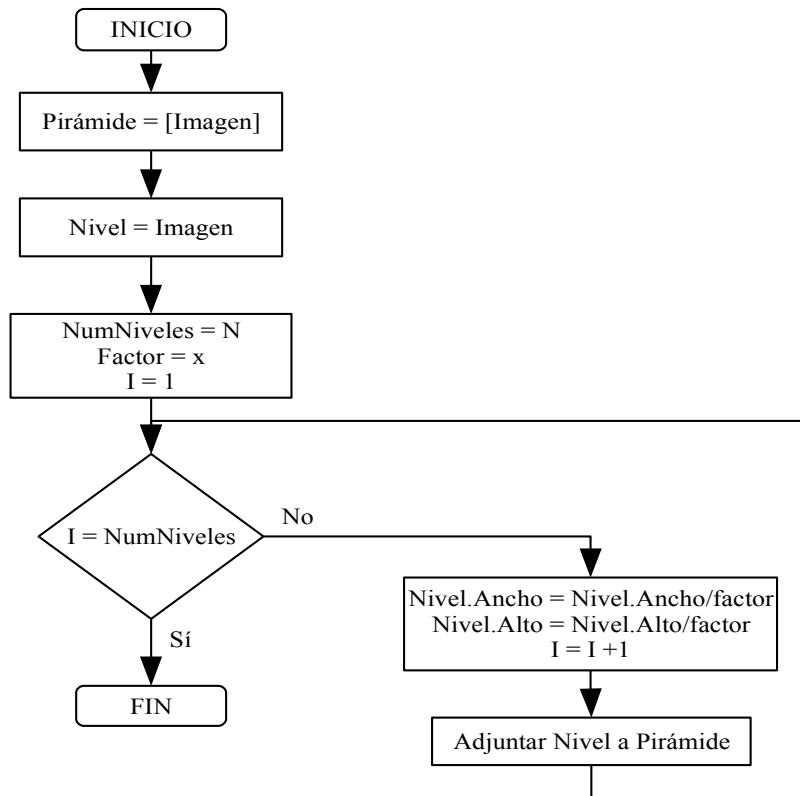 INICIO
Pirámide = [Imagen]
Nivel = Imagen
NumNiveles = N
Factor = x
I = 1
I = NumNiveles
No
Nivel.Ancho = Nivel.Ancho/factor
Nivel.Alto = Nivel.Alto/factor
I = I +1
Sí
FIN
Adjuntar Nivel a Pirámide